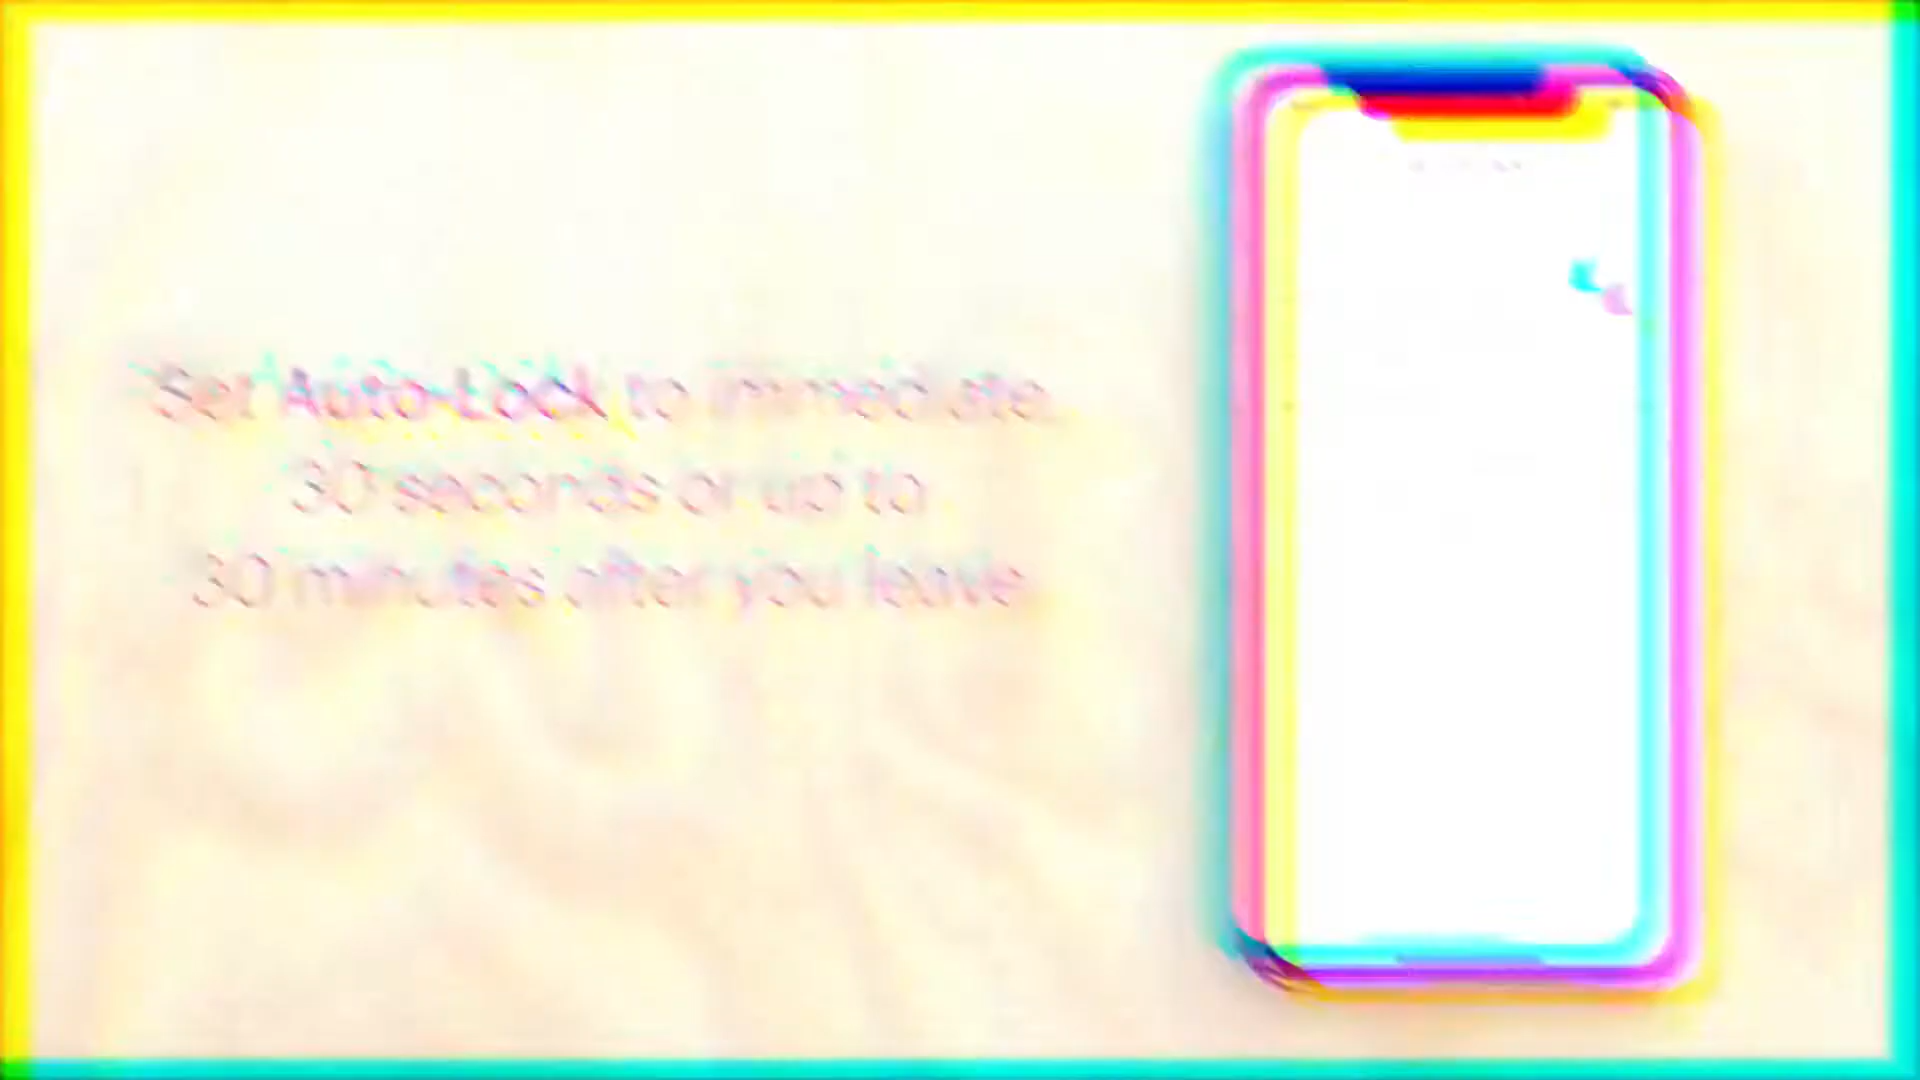 Set Auto-Lock to immediate,
30 seconds or up to
30 minutes after you leave